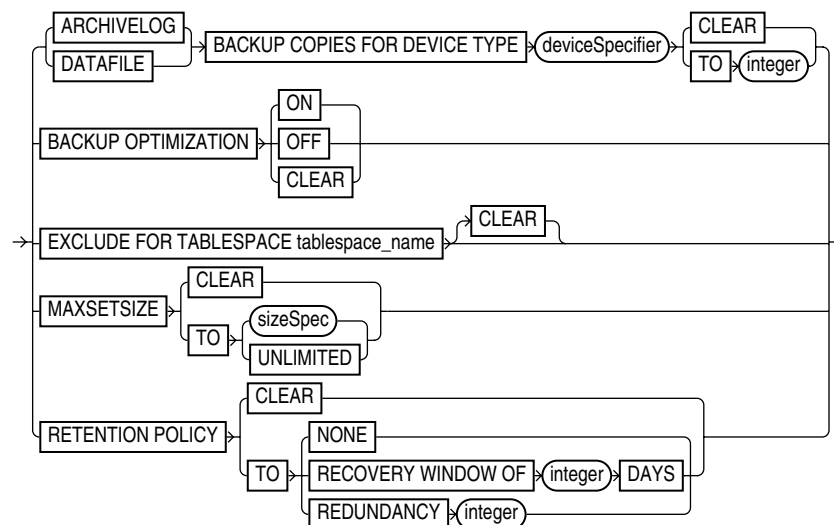 ARCHIVELOG
DATAFILE
BACKUP COPIES FOR DEVICE TYPE
deviceSpecifier
CLEAR
TO integer
BACKUP OPTIMIZATION
ON
OFF
CLEAR
EXCLUDE FOR TABLESPACE tablespace_name
CLEAR
MAXSETSIZE
CLEAR
TO
sizeSpec
UNLIMITED
RETENTION POLICY
CLEAR
TO
NONE
RECOVERY WINDOW OF integer DAYS
REDUNDANCY integer